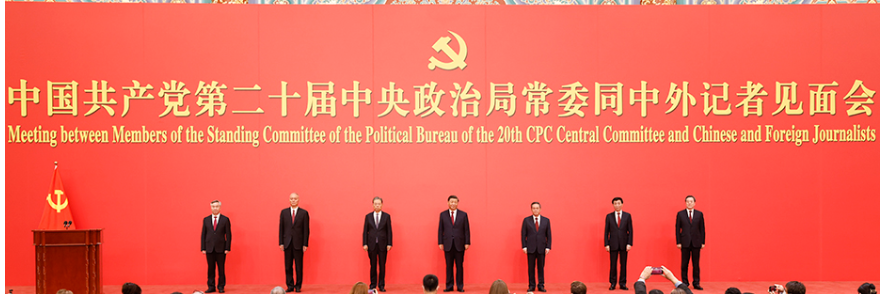 中国共产党第二十届中央政治局常委同中外记者见面会
Meeting between Members of the Standing Committee of the Political Bureau of the 20th CPC Central Committee and Chinese and Foreign Journalists